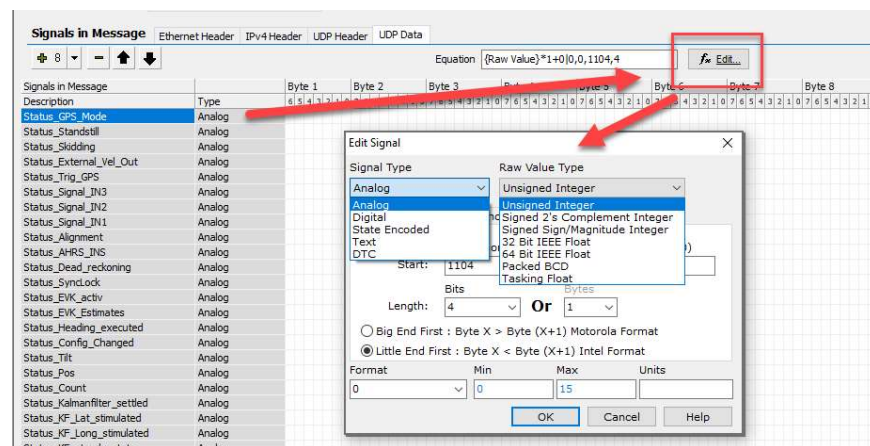 Signals in Message Ethernet Header IPv4 Header UDP Header UDP Data
8 Equation {Raw Value}*1+0|0,0,1104,4 fx Edit...
Signals in Message Byte 1 Byte 2 Byte 3 Byte 5 Byte 6 Byte 7 Byte 8
Description Type
Status_GPS_Mode Analog
Status_Standstill Analog
Status_Skidding Analog
Status_External_Vel_Out Analog
Status_Trig_GPS Analog
Status_Signal_IN3 Analog
Status_Signal_IN2 Analog
Status_Signal_IN1 Analog
Status_Alignment Analog
Status_AHRS_INS Analog
Status_Dead_reckoning Analog
Status_SyncLock Analog
Status_EVK_activ Analog
Status_EVK_Estimates Analog
Status_Heading_executed Analog
Status_Config_Changed Analog
Status_Tilt Analog
Status_Pos Analog
Status_Count Analog
Status_Kalmanfilter_settled Analog
Status_KF_Lat_stimulated Analog
Status_KF_Long_stimulated Analog
Edit Signal
Signal Type Raw Value Type
Analog Unsigned Integer
Analog
Digital
State Encoded
Text
DTC
Unsigned Integer
Signed 2's Complement Integer
Signed Sign/Magnitude Integer
32 Bit IEEE Float
64 Bit IEEE Float
Packed BCD
Tasking Float
Start: 1104
Bits Bytes
Length: 4 Or 1
Big End First : Byte X > Byte (X+1) Motorola Format
Little End First : Byte X < Byte (X+1) Intel Format
Format Min Max Units
0 0 15
OK Cancel Help